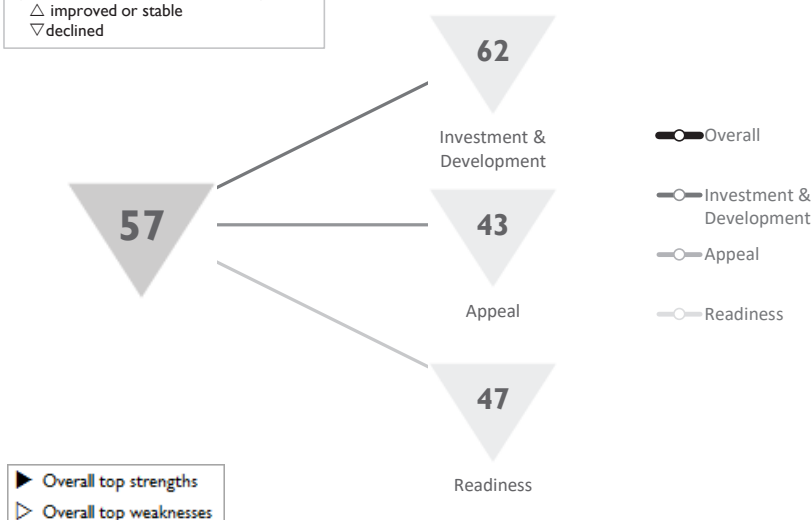 △ improved or stable
▽ declined
62
Investment &
Development
57
43
Appeal
47
Readiness
Overall
Investment &
Development
Appeal
Readiness
▶ Overall top strengths
▷ Overall top weaknesses